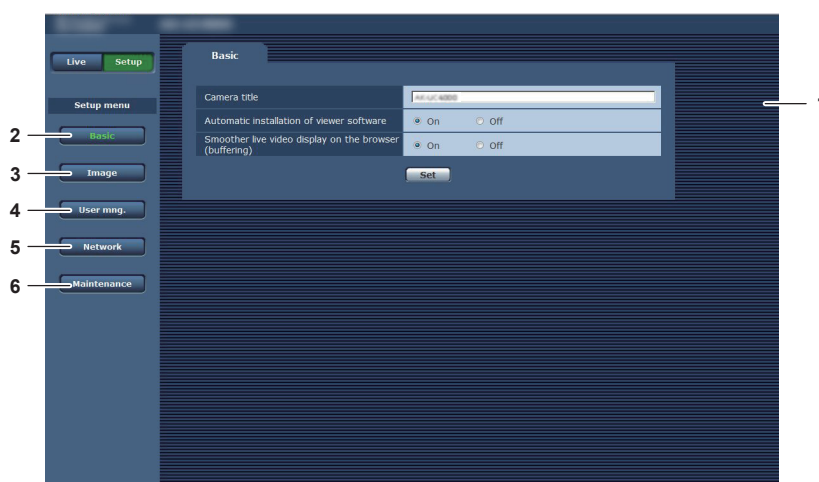 Live Setup
Basic
Camera title
Setup menu
Automatic installation of viewer software On Off
Smoother live video display on the browser
(buffering) On Off
2 Basic
3 Image
Set
4 User mng.
5 Network
6 Maintenance